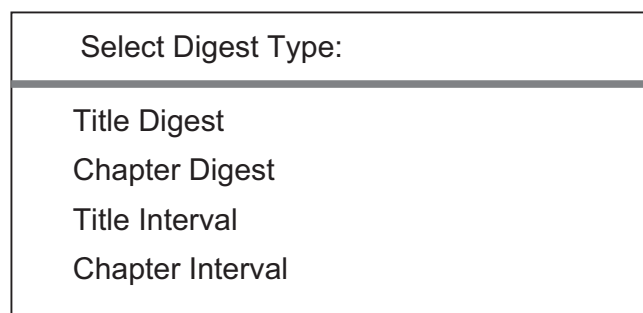 Select Digest Type:
Title Digest
Chapter Digest
Title Interval
Chapter Interval